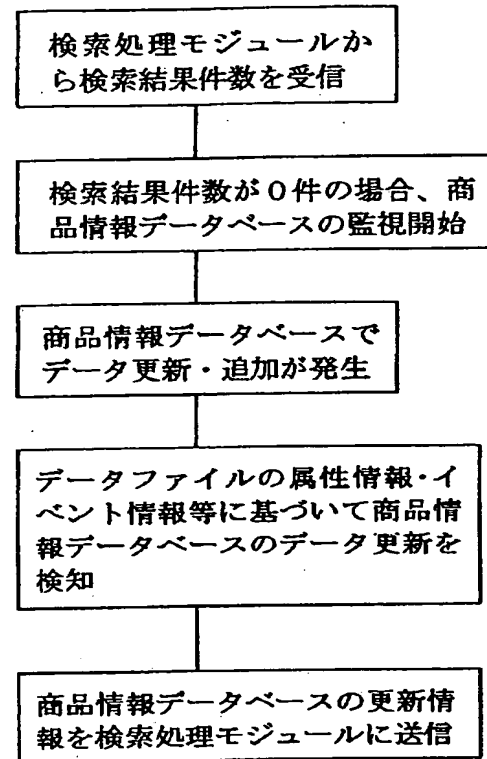 検索処理モジュールか
ら検索結果件数を受信
検索結果件数が０件の場合、商
品情報データベースの監視開始
商品情報データベースで
データ更新・追加が発生
データファイルの属性情報・イ
ベント情報等に基づいて商品情
報データベースのデータ更新を
検知
商品情報データベースの更新情
報を検索処理モジュールに送信